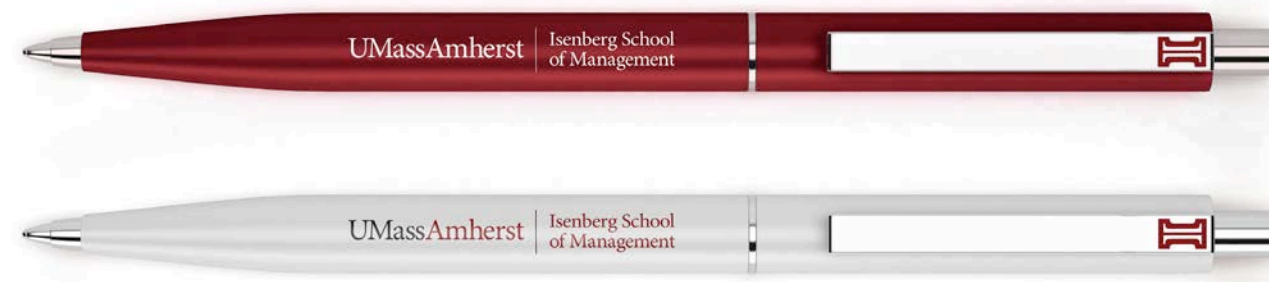 UMassAmherst
Isenberg School
of Management
UMassAmherst
Isenberg School
of Management